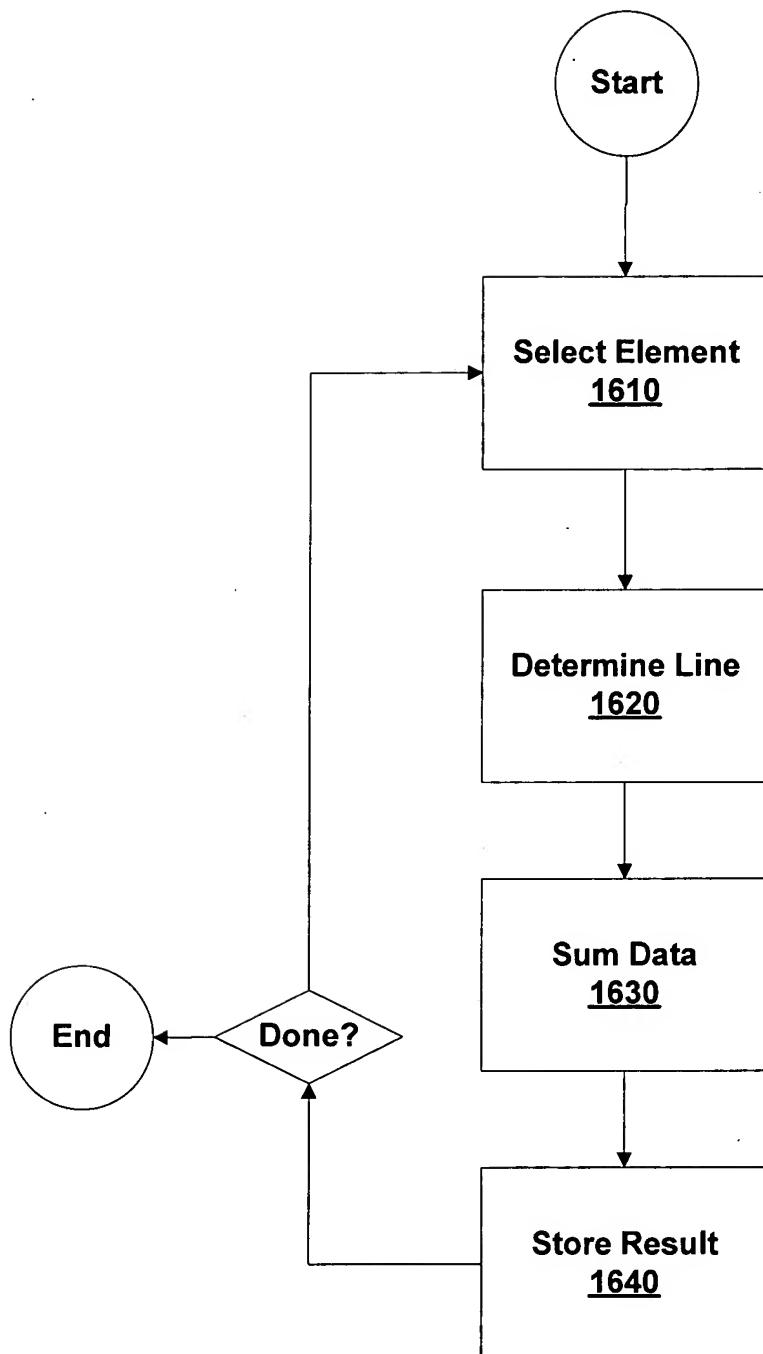 Start
Select Element
1610
Determine Line
1620
Sum Data
1630
End
Done?
Store Result
1640